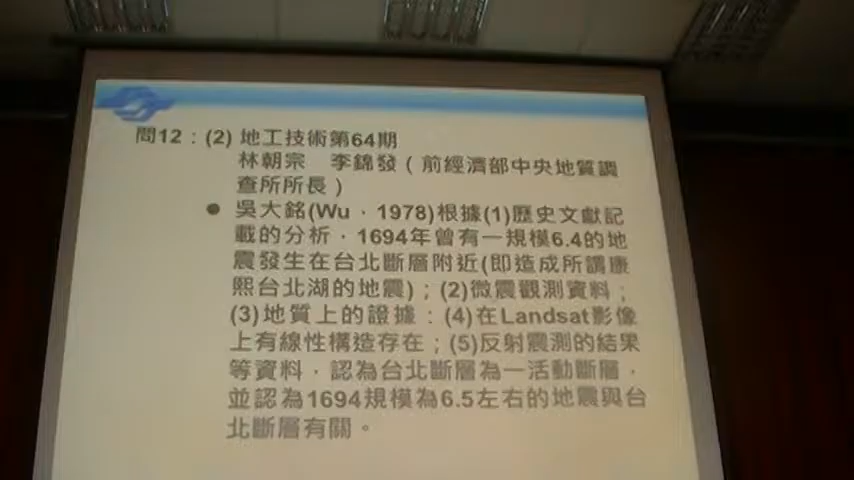 問12：(2) 地工技術第64期
林朝宗　李錦發（前經濟部中央地質調
查所所長）
● 吳大銘(Wu，1978)根據(1)歷史文獻記
載的分析，1694年曾有一規模6.4的地
震發生在台北斷層附近(即造成所謂康
熙台北湖的地震)；(2)微震觀測資料；
(3)地質上的證據：(4)在Landsat影像
上有線性構造存在；(5)反射震測的結果
等資料，認為台北斷層為一活動斷層，
並認為1694規模為6.5左右的地震與台
北斷層有關。